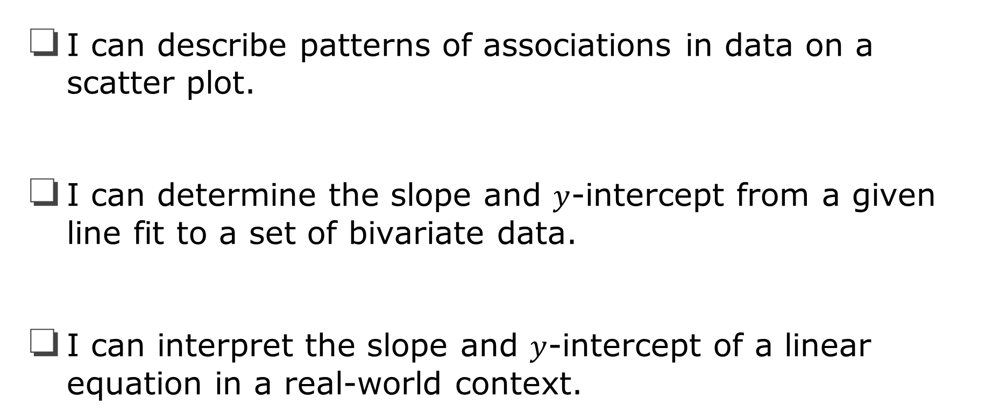 ❏ I can describe patterns of associations in data on a
scatter plot.
❏ I can determine the slope and y-intercept from a given
line fit to a set of bivariate data.
❏ I can interpret the slope and y-intercept of a linear
equation in a real-world context.